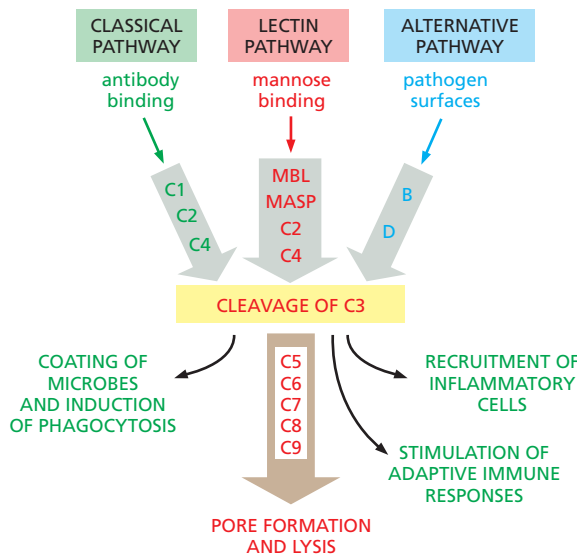 CLASSICAL
PATHWAY
LECTIN
PATHWAY
ALTERNATIVE
PATHWAY
antibody
binding
mannose
binding
pathogen
surfaces
C1
C2
C4
MBL
MASP
C2
C4
B
D
CLEAVAGE OF C3
COATING OF
MICROBES
AND INDUCTION
OF PHAGOCYTOSIS
C5
C6
C7
C8
C9
RECRUITMENT OF
INFLAMMATORY
CELLS
STIMULATION OF
ADAPTIVE IMMUNE
RESPONSES
PORE FORMATION
AND LYSIS